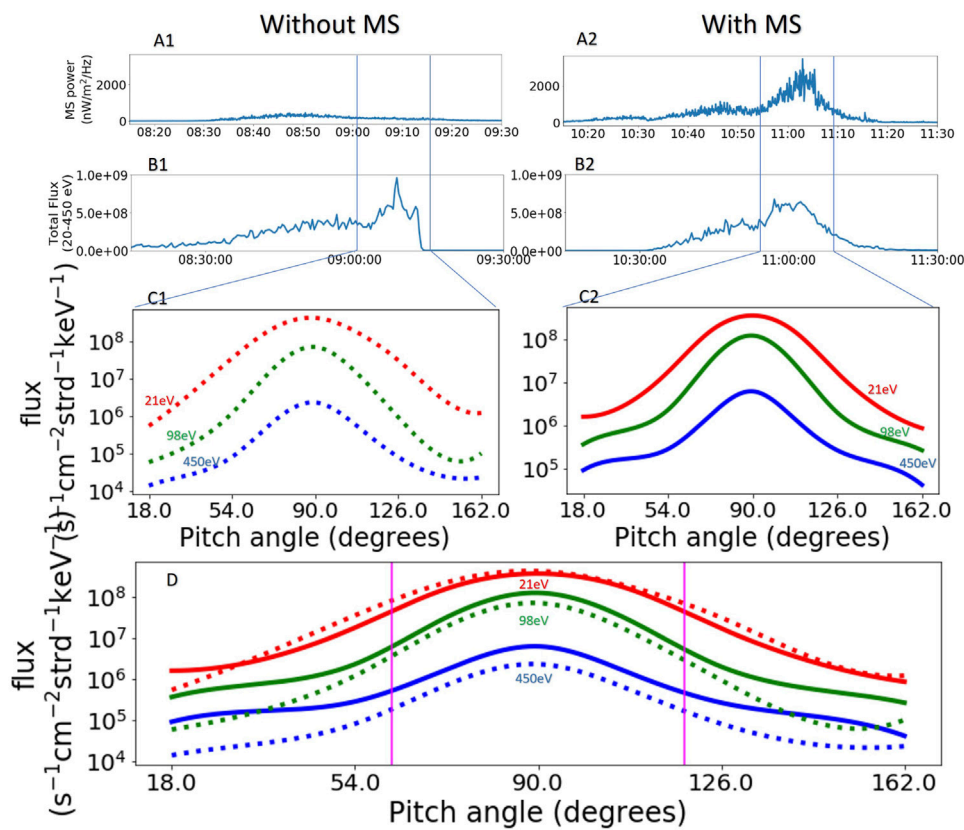 Without MS
With MS
A1
A2
MS power
(nW/m²/Hz)
2000
0
08:20 08:30 08:40 08:50 09:00 09:10 09:20 09:30
2000
0
10:20 10:30 10:40 10:50 11:00 11:10 11:20 11:30
B1
B2
Total Flux
(20-450 eV)
1.0e+09
5.0e+08
0.0e+00
08:30:00 09:00:00 09:30:00
1.0e+09
5.0e+08
0.0e+00
10:30:00 11:00:00 11:30:00
C1
C2
flux
(s)⁻¹cm⁻²strd⁻¹keV⁻¹)
10⁸
10⁷
10⁶
10⁵
10⁴
21eV
98eV
450eV
18.0 54.0 90.0 126.0 162.0
Pitch angle (degrees)
10⁸
10⁷
10⁶
10⁵
21eV
98eV
450eV
18.0 54.0 90.0 126.0 162.0
Pitch angle (degrees)
D
flux
(s⁻¹cm⁻²strd⁻¹keV⁻¹)
10⁸
10⁷
10⁶
10⁵
10⁴
21eV
98eV
450eV
18.0 54.0 90.0 126.0 162.0
Pitch angle (degrees)